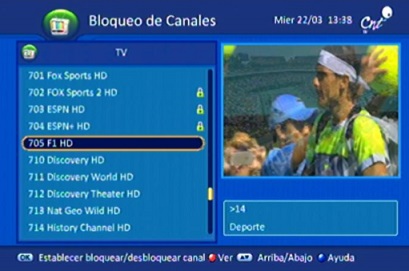 Bloqueo de Canales
Mier 22/03 13:38
Cnt
TV
701 Fox Sports HD
702 FOX Sports 2 HD
703 ESPN HD
704 ESPN+ HD
705 F1 HD
710 Discovery HD
711 Discovery World HD
712 Discovery Theater HD
713 Nat Geo Wild HD
714 History Channel HD
>14
Deporte
OK Establecer bloquear/desbloquear canal Ver Arriba/Abajo Ayuda